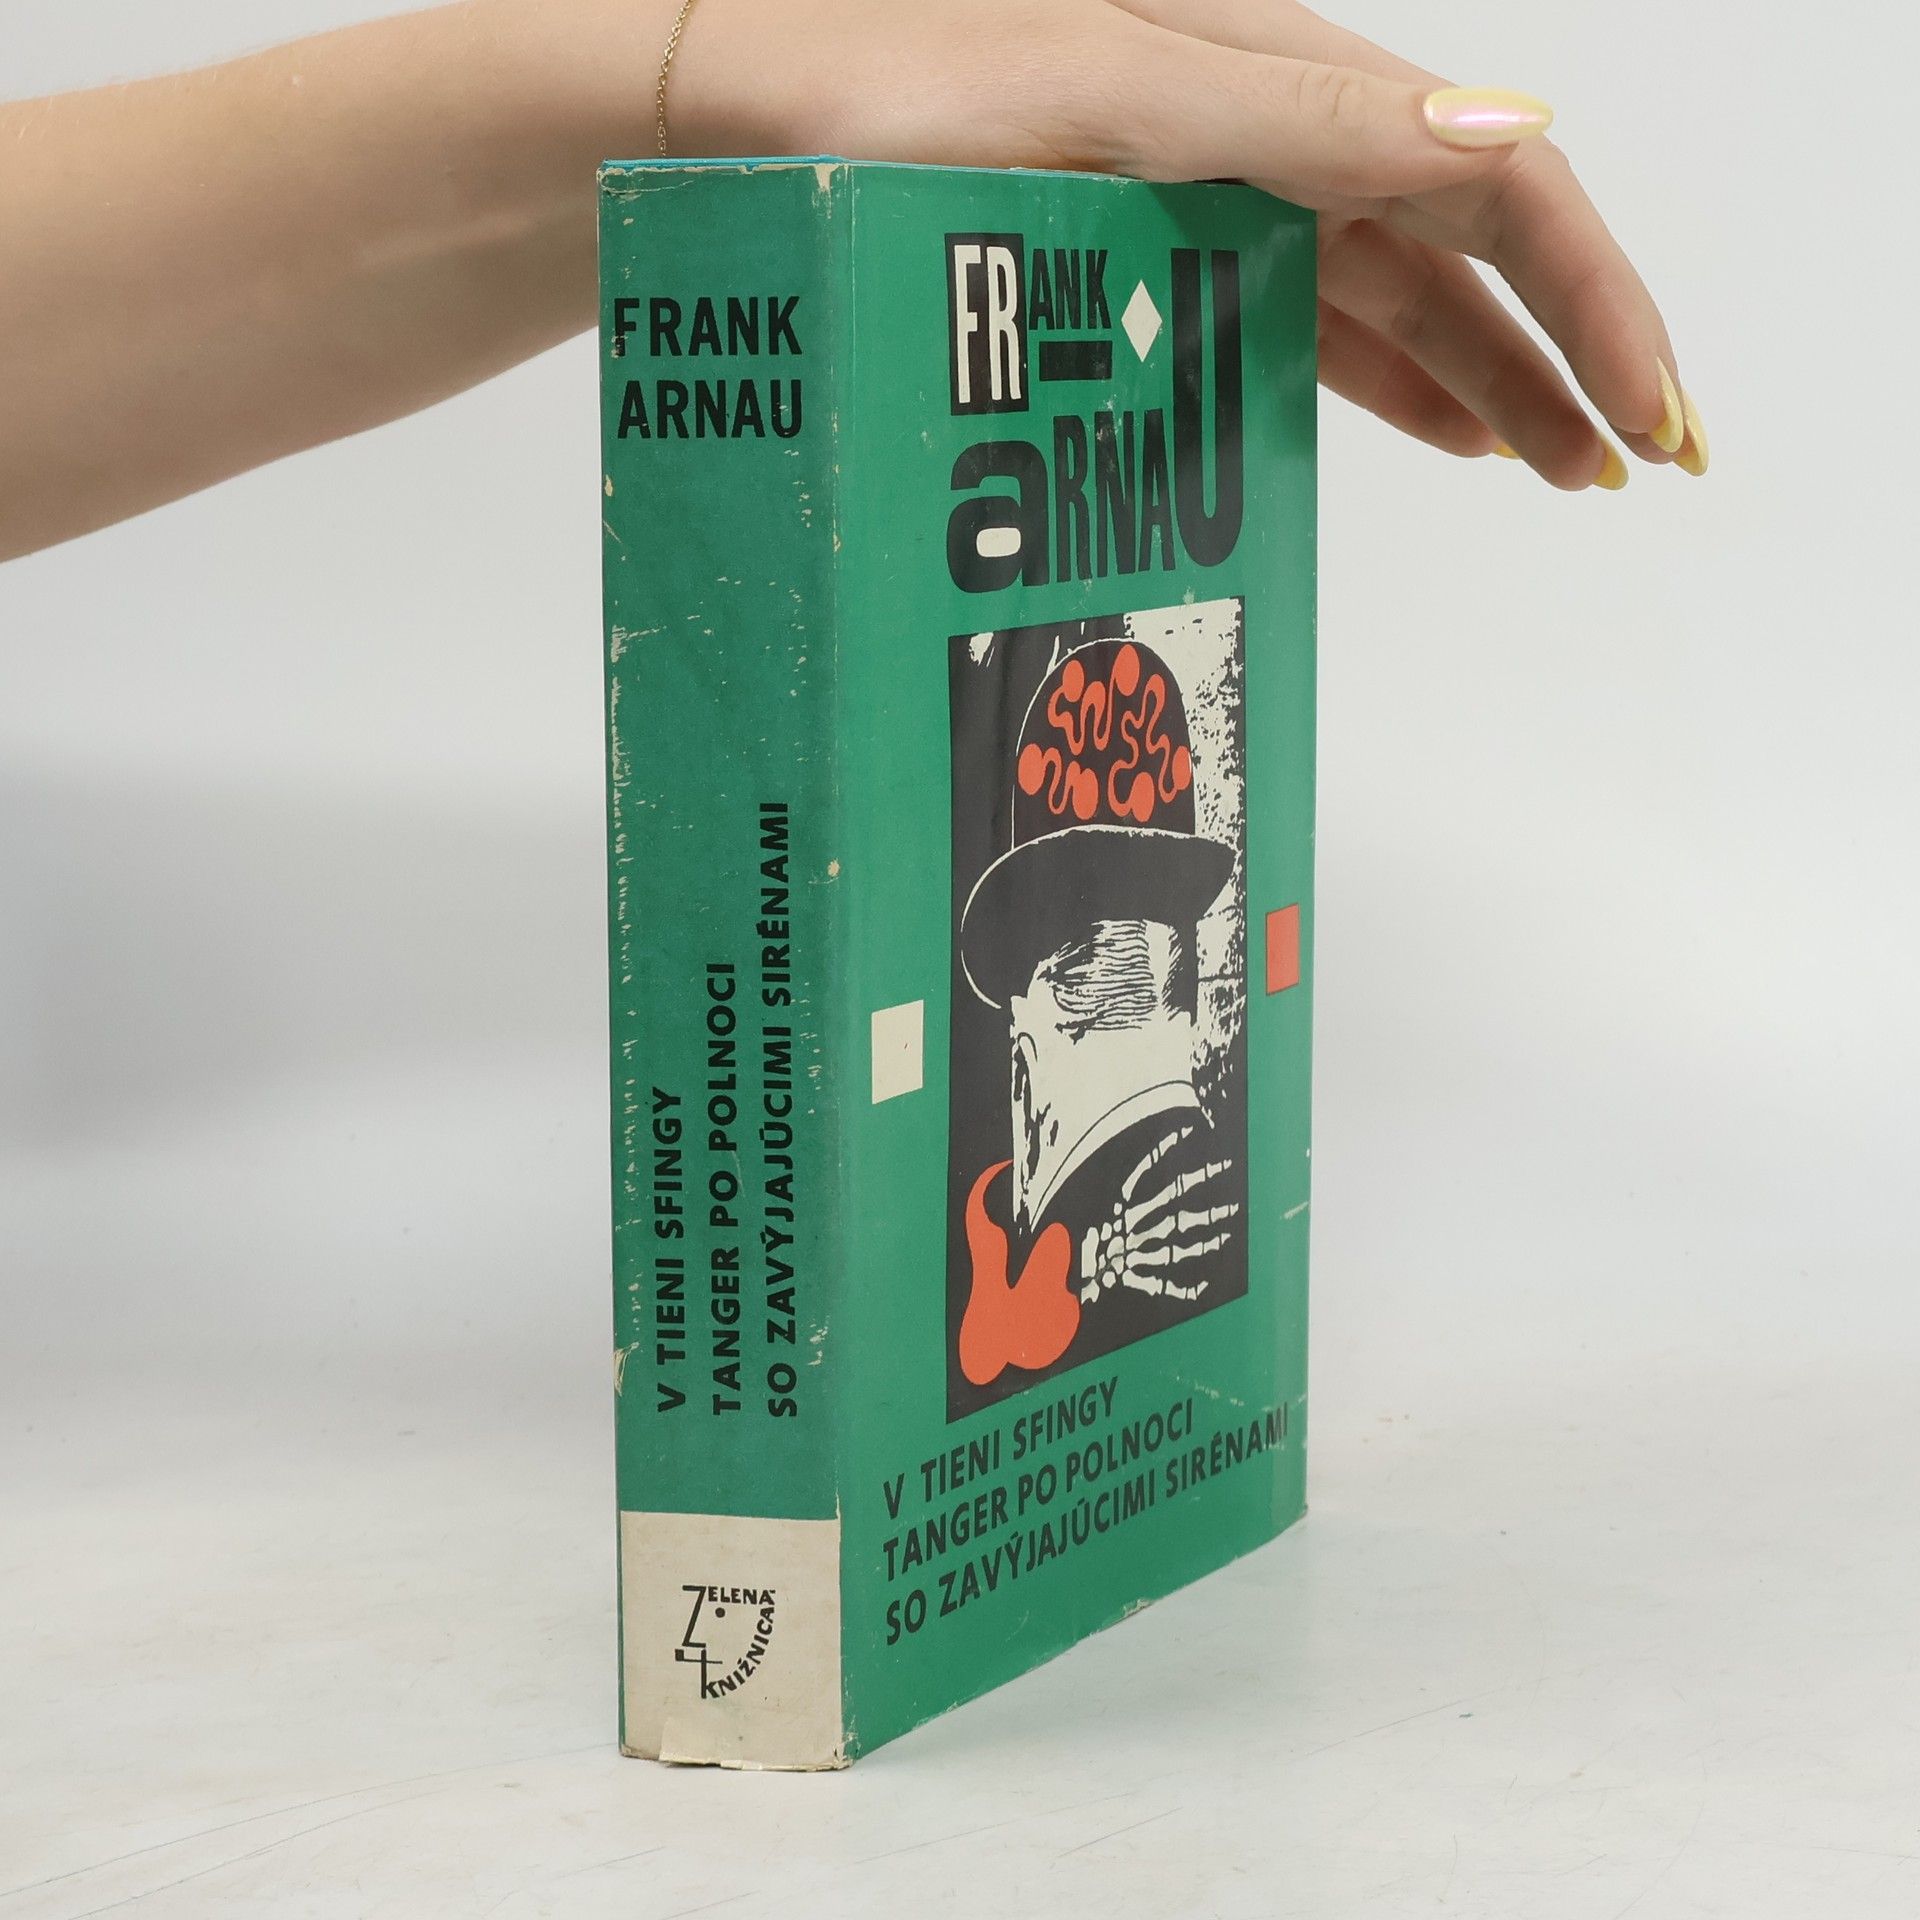 FRANK
ARNAU
V TIENI SFINGY
TANGER PO POLNOCI
SO ZAVÝJAJÚCIMI SIRÉNAMI
ZELENÁ
KNIŽNICA
FRANK
aRNAU
V TIENI SFINGY
TANGER PO POLNOCI
SO ZAVÝJAJÚCIMI SIRÉNAMI